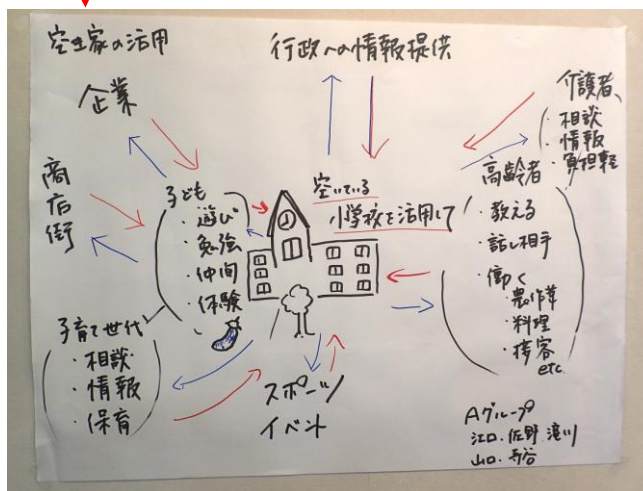 空き家の活用
行政への情報提供
企業
商店街
介護者、
・相談
・情報
・負担軽
高齢者
・教える
・話し相手
・働く
・農作業
・料理
・接客
etc.
子ども
・遊び
・勉強
・仲間
・体験
空いている
小学校を活用して
子育て世代
・相談
・情報
・保育
スポーツ
イベント
Aグループ
江口、佐野 滝川
山口、